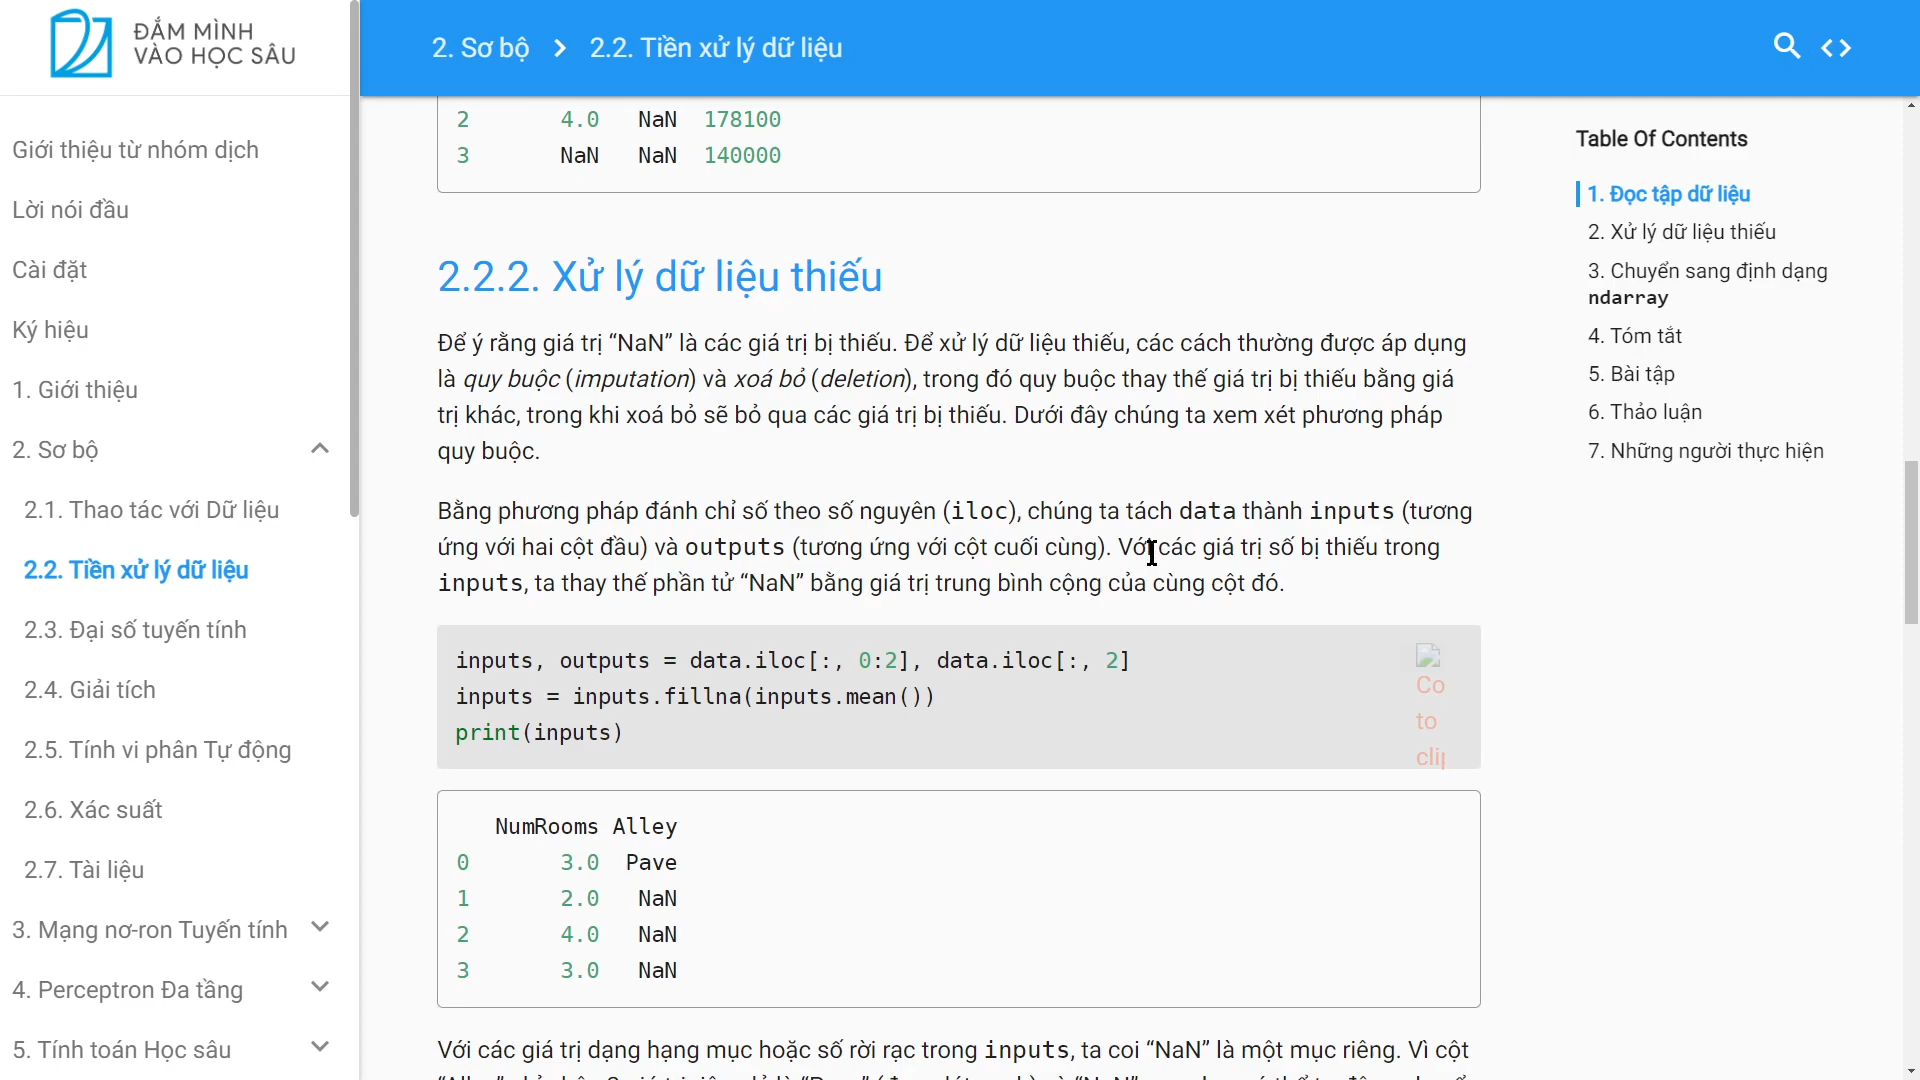 ĐẮM MÌNH
VÀO HỌC SÂU
2. Sơ bộ
2.2. Tiền xử lý dữ liệu
Giới thiệu từ nhóm dịch
Lời nói đầu
Cài đặt
Ký hiệu
1. Giới thiệu
2. Sơ bộ
2.1. Thao tác với Dữ liệu
2.2. Tiền xử lý dữ liệu
2.3. Đại số tuyến tính
2.4. Giải tích
2.5. Tính vi phân Tự động
2.6. Xác suất
2.7. Tài liệu
3. Mạng nơ-ron Tuyến tính
4. Perceptron Đa tầng
5. Tính toán Học sâu
2 4.0 NaN 178100
3 NaN NaN 140000
2.2.2. Xử lý dữ liệu thiếu
Để ý rằng giá trị “NaN” là các giá trị bị thiếu. Để xử lý dữ liệu thiếu, các cách thường được áp dụng
là quy buộc (imputation) và xoá bỏ (deletion), trong đó quy buộc thay thế giá trị bị thiếu bằng giá
trị khác, trong khi xoá bỏ sẽ bỏ qua các giá trị bị thiếu. Dưới đây chúng ta xem xét phương pháp
quy buộc.
Bằng phương pháp đánh chỉ số theo số nguyên (iloc), chúng ta tách data thành inputs (tương
ứng với hai cột đầu) và outputs (tương ứng với cột cuối cùng). Với các giá trị số bị thiếu trong
inputs, ta thay thế phần tử “NaN” bằng giá trị trung bình cộng của cùng cột đó.
inputs, outputs = data.iloc[:, 0:2], data.iloc[:, 2]
inputs = inputs.fillna(inputs.mean())
print(inputs)
Co
to
clip
NumRooms Alley
0 3.0 Pave
1 2.0 NaN
2 4.0 NaN
3 3.0 NaN
Với các giá trị dạng hạng mục hoặc số rời rạc trong inputs, ta coi “NaN” là một mục riêng. Vì cột
Table Of Contents
1. Đọc tập dữ liệu
2. Xử lý dữ liệu thiếu
3. Chuyển sang định dạng
ndarray
4. Tóm tắt
5. Bài tập
6. Thảo luận
7. Những người thực hiện